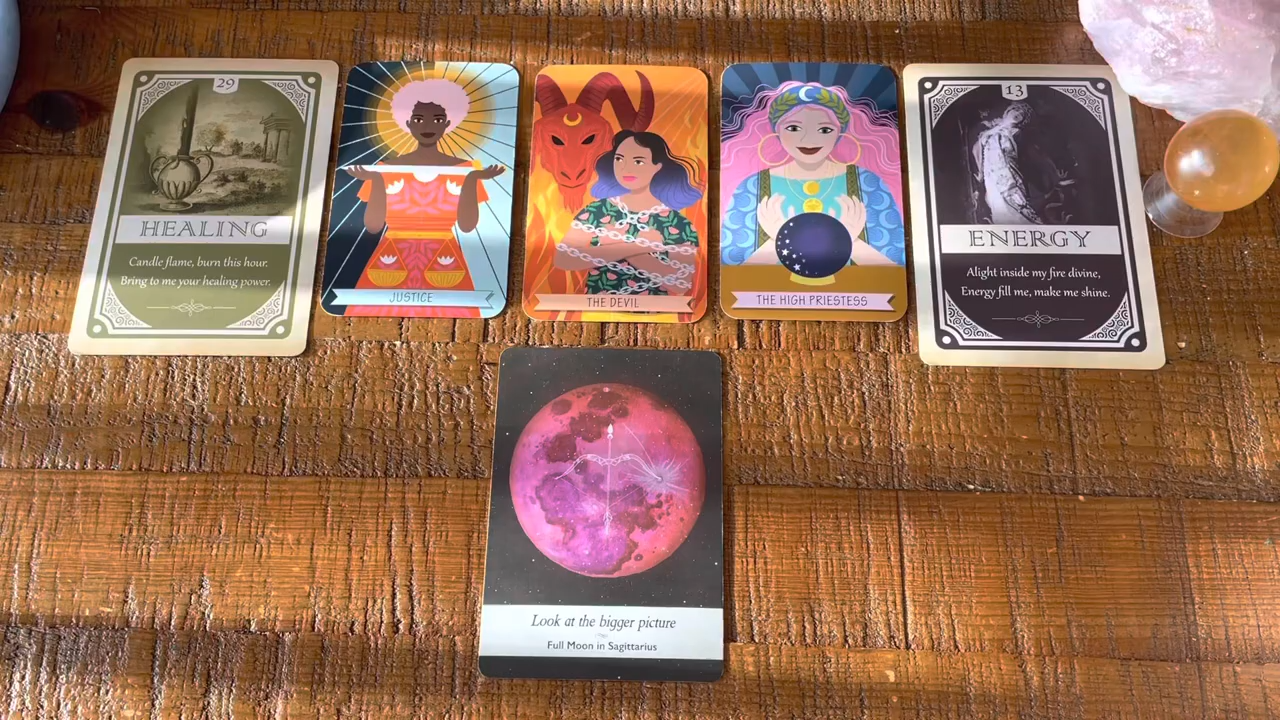 29
HEALING
Candle flame, burn this hour.
Bring to me your healing power.
JUSTICE
THE DEVIL
THE HIGH PRIESTESS
13
ENERGY
Alight inside my fire divine,
Energy fill me, make me shine.
Look at the bigger picture
Full Moon in Sagittarius